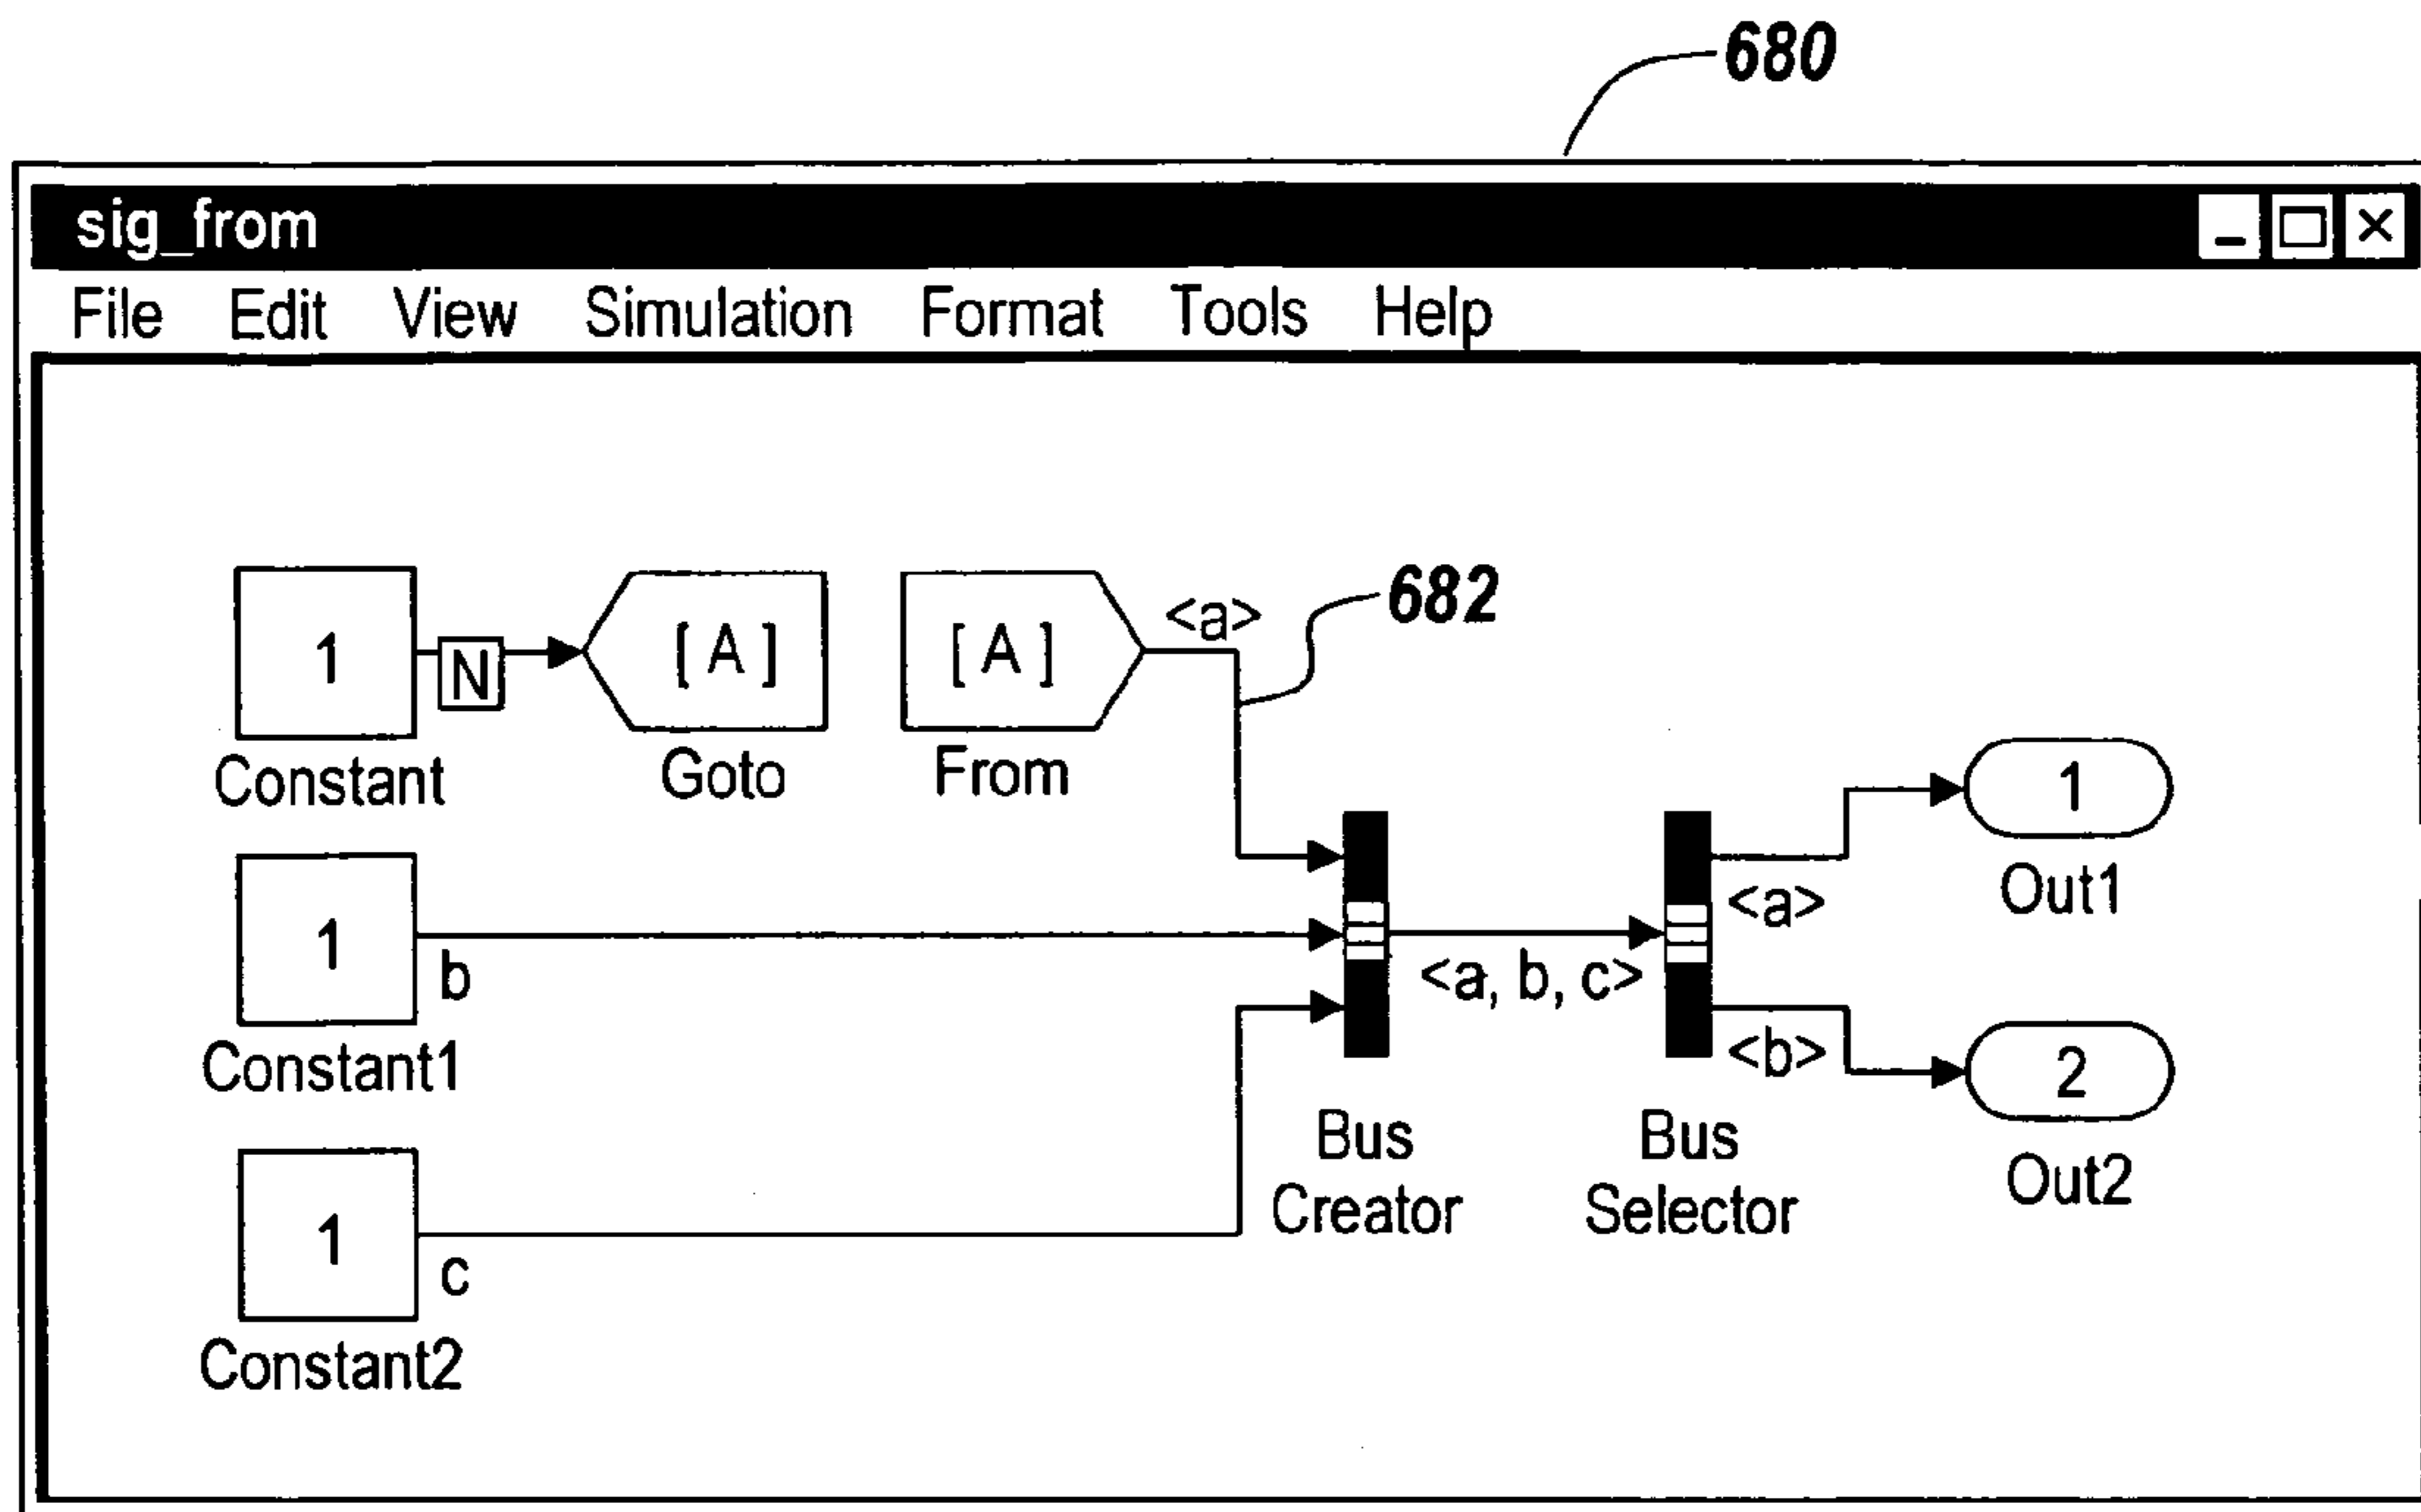 680
sig_from
File Edit View Simulation Format Tools Help
1 N [A] [A] <a> 682
Constant Goto From
1
Out1
1
b
<a, b, c>
<a>
<b>
Constant1
2
Out2
Bus
Creator
Bus
Selector
1
c
Constant2